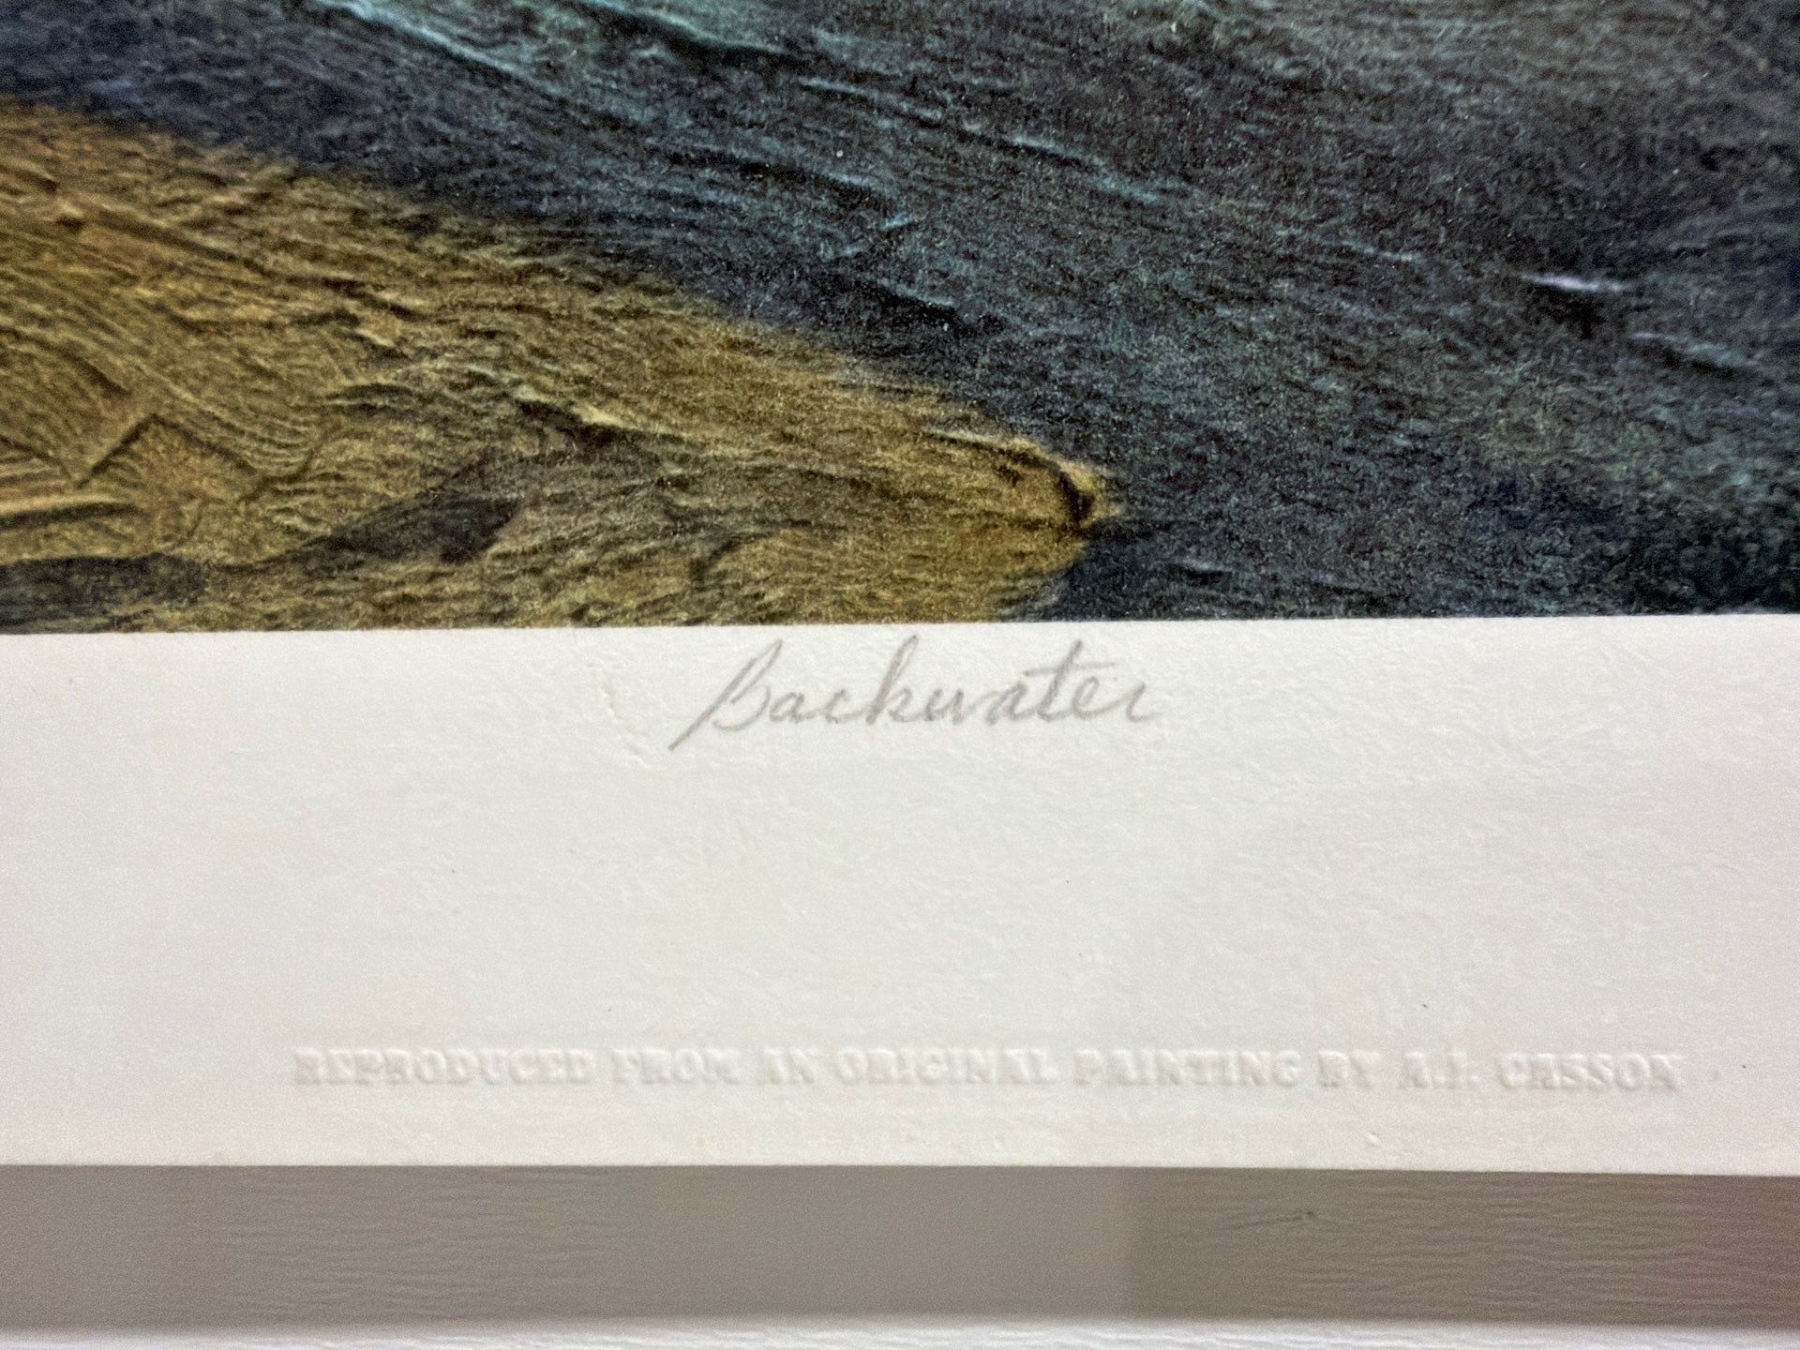 Backwater
REPRODUCED FROM AN ORIGINAL PAINTING BY A.J. CASSON